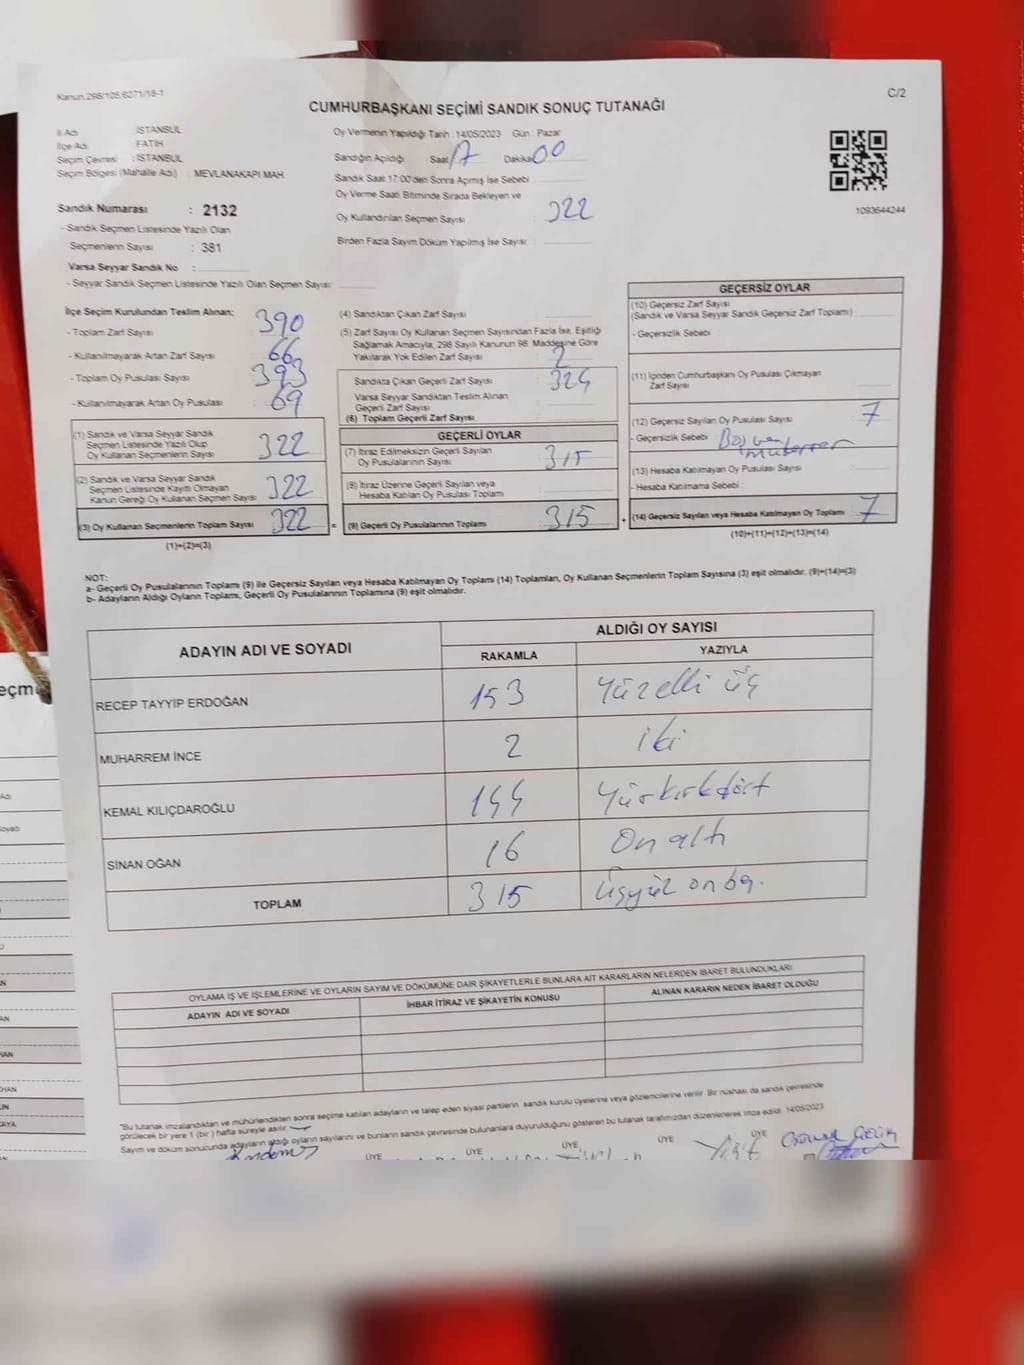 Kanun:298/105,6271/18-1
C/2
CUMHURBAŞKANI SEÇİMİ SANDIK SONUÇ TUTANAĞI
İl Adı : İSTANBUL
İlçe Adı : FATİH
Seçim Çevresi : İSTANBUL
Seçim Bölgesi (Mahalle Adı) : MEVLANAKAPI MAH.
Sandık Numarası : 2132
- Sandık Seçmen Listesinde Yazılı Olan
Seçmenlerin Sayısı : 381
Varsa Seyyar Sandık No :
- Seyyar Sandık Seçmen Listesinde Yazılı Olan Seçmen Sayısı:
Oy Vermenin Yapıldığı Tarih :14/05/2023 Gün : Pazar
Sandığın Açıldığı Saat 17 Dakika 00
Sandık Saat 17:00'den Sonra Açılmış İse Sebebi :
Oy Verme Saati Bitiminde Sırada Bekleyen ve
Oy Kullandırılan Seçmen Sayısı : 322
Birden Fazla Sayım Döküm Yapılmış İse Sayısı :
1093644244
İlçe Seçim Kurulundan Teslim Alınan;
- Toplam Zarf Sayısı : 390
- Kullanılmayarak Artan Zarf Sayısı : 66
- Toplam Oy Pusulası Sayısı : 393
- Kullanılmayarak Artan Oy Pusulası : 69
(1) Sandık ve Varsa Seyyar Sandık
Seçmen Listesinde Yazılı Olup
Oy Kullanan Seçmenlerin Sayısı : 322
(2) Sandık ve Varsa Seyyar Sandık
Seçmen Listesinde Kayıtlı Olmayan
Kanun Gereği Oy Kullanan Seçmen Sayısı : 322
(3) Oy Kullanan Seçmenlerin Toplam Sayısı : 322
(1)+(2)=(3)
(4) Sandıktan Çıkan Zarf Sayısı :
(5) Zarf Sayısı Oy Kullanan Seçmen Sayısından Fazla İse, Eşitliği
Sağlamak Amacıyla, 298 Sayılı Kanunun 98. Maddesine Göre
Yakılarak Yok Edilen Zarf Sayısı : 2
Sandıkta Çıkan Geçerli Zarf Sayısı : 324
Varsa Seyyar Sandıktan Teslim Alınan
Geçerli Zarf Sayısı :
(6) Toplam Geçerli Zarf Sayısı :
GEÇERLİ OYLAR
(7) İtiraz Edilmeksizin Geçerli Sayılan
Oy Pusulalarının Sayısı : 315
(8) İtiraz Üzerine Geçerli Sayılan veya
Hesaba Katılan Oy Pusulası Toplamı :
= (9) Geçerli Oy Pusulalarının Toplamı : 315 +
GEÇERSİZ OYLAR
(10) Geçersiz Zarf Sayısı
(Sandık ve Varsa Seyyar Sandık Geçersiz Zarf Toplamı) :
- Geçersizlik Sebebi :
(11) İçinden Cumhurbaşkanı Oy Pusulası Çıkmayan
Zarf Sayısı :
(12) Geçersiz Sayılan Oy Pusulası Sayısı : 7
- Geçersizlik Sebebi : Boş ve
(13) Hesaba Katılmayan Oy Pusulası Sayısı :
- Hesaba Katılmama Sebebi :
(14) Geçersiz Sayılan veya Hesaba Katılmayan Oy Toplamı : 7
(10)+(11)+(12)+(13)=(14)
NOT:
a- Geçerli Oy Pusulalarının Toplamı (9) ile Geçersiz Sayılan veya Hesaba Katılmayan Oy Toplamı (14) Toplamları, Oy Kullanan Seçmenlerin Toplam Sayısına (3) eşit olmalıdır. (9)+(14)=(3)
b- Adayların Aldığı Oyların Toplamı, Geçerli Oy Pusulalarının Toplamına (9) eşit olmalıdır.
ADAYIN ADI VE SOYADI
ALDIĞI OY SAYISI
RAKAMLA YAZIYLA
RECEP TAYYİP ERDOĞAN 153 Yüzelli üç
MUHARREM İNCE 2 iki
KEMAL KILIÇDAROĞLU 144 Yüzkırkdört
SİNAN OĞAN 16 On altı
TOPLAM 315 Üçyüz on beş.
OYLAMA İŞ VE İŞLEMLERİNE VE OYLARIN SAYIM VE DÖKÜMÜNE DAİR ŞİKAYETLERLE BUNLARA AİT KARARLARIN NELERDEN İBARET BULUNDUKLARI
ADAYIN ADI VE SOYADI İHBAR İTİRAZ VE ŞİKAYETİN KONUSU ALINAN KARARIN NEDEN İBARET OLDUĞU
"Bu tutanak imzalandıktan ve mühürlendikten sonra seçime katılan adayların ve talep eden siyasi partilerin sandık kurulu üyelerine veya gözlemcilerine verilir. Bir nüshası da sandık çevresinde
görülecek bir yere 1 (bir ) hafta süreyle asılır."
Sayım ve döküm sonucunda adayların aldığı oyların sayılarını ve bunların sandık çevresinde bulunanlara duyurulduğunu gösteren bu tutanak tarafımızdan düzenlenerek imza edildi. 14/05/2023
ÜYE ÜYE ÜYE ÜYE ÜYE